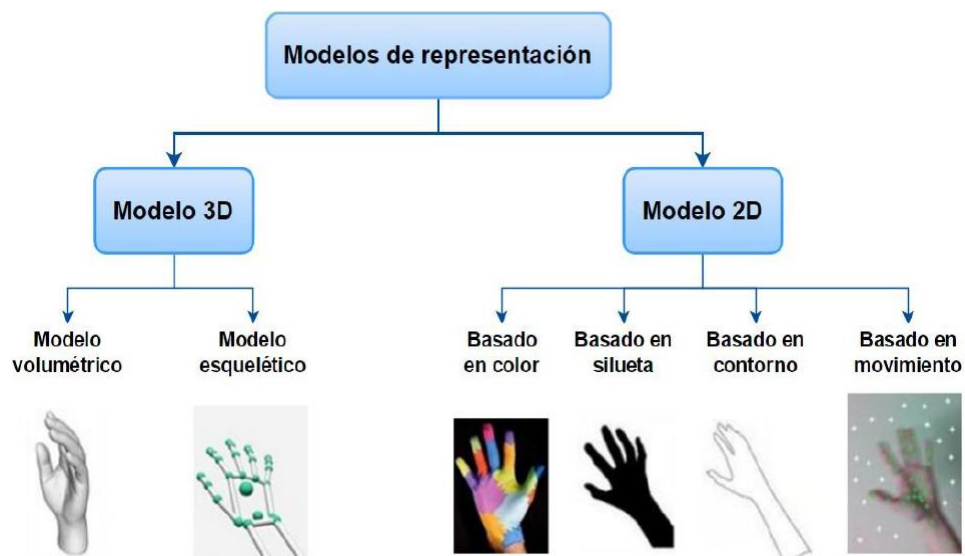 Modelos de representación
Modelo 3D
Modelo 2D
Modelo
volumétrico
Modelo
esquelético
Basado
en color
Basado en
silueta
Basado en
contorno
Basado en
movimiento